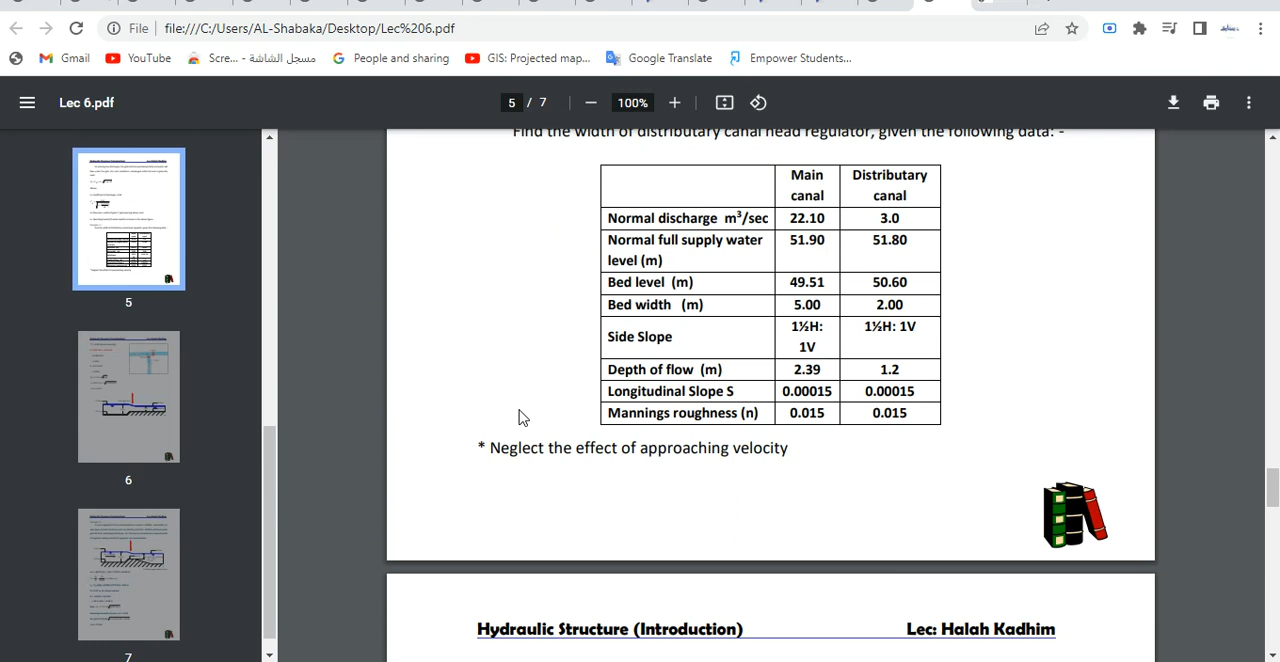 File | file:///C:/Users/AL-Shabaka/Desktop/Lec%206.pdf
Gmail YouTube Scre... - مسجل الشاشة People and sharing GIS: Projected map... Google Translate Empower Students...
Lec 6.pdf 5 / 7 100%
Find the width of distributary canal head regulator, given the following data: -
Main canal Distributary canal
Normal discharge m³/sec 22.10 3.0
Normal full supply water level (m) 51.90 51.80
Bed level (m) 49.51 50.60
Bed width (m) 5.00 2.00
Side Slope 1½H: 1V 1½H: 1V
Depth of flow (m) 2.39 1.2
Longitudinal Slope S 0.00015 0.00015
Mannings roughness (n) 0.015 0.015
* Neglect the effect of approaching velocity
Hydraulic Structure (Introduction) Lec: Halah Kadhim
5
6
7